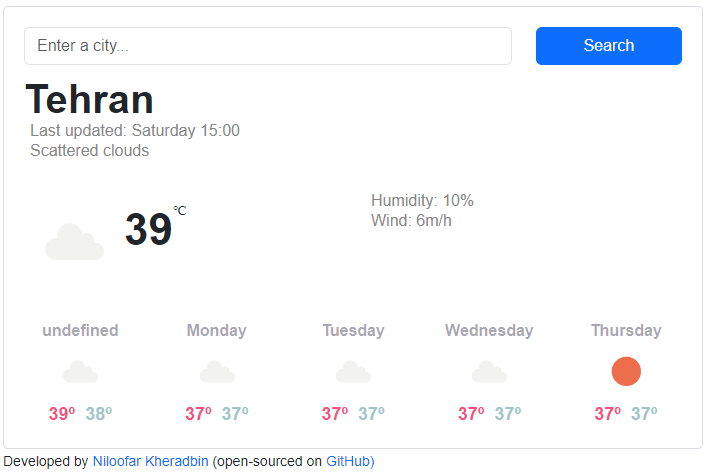 Enter a city...
Search
Tehran
Last updated: Saturday 15:00
Scattered clouds
39 °C
Humidity: 10%
Wind: 6m/h
undefined Monday Tuesday Wednesday Thursday
39º 38º 37º 37º 37º 37º 37º 37º 37º 37º
Developed by Niloofar Kheradbin (open-sourced on GitHub)